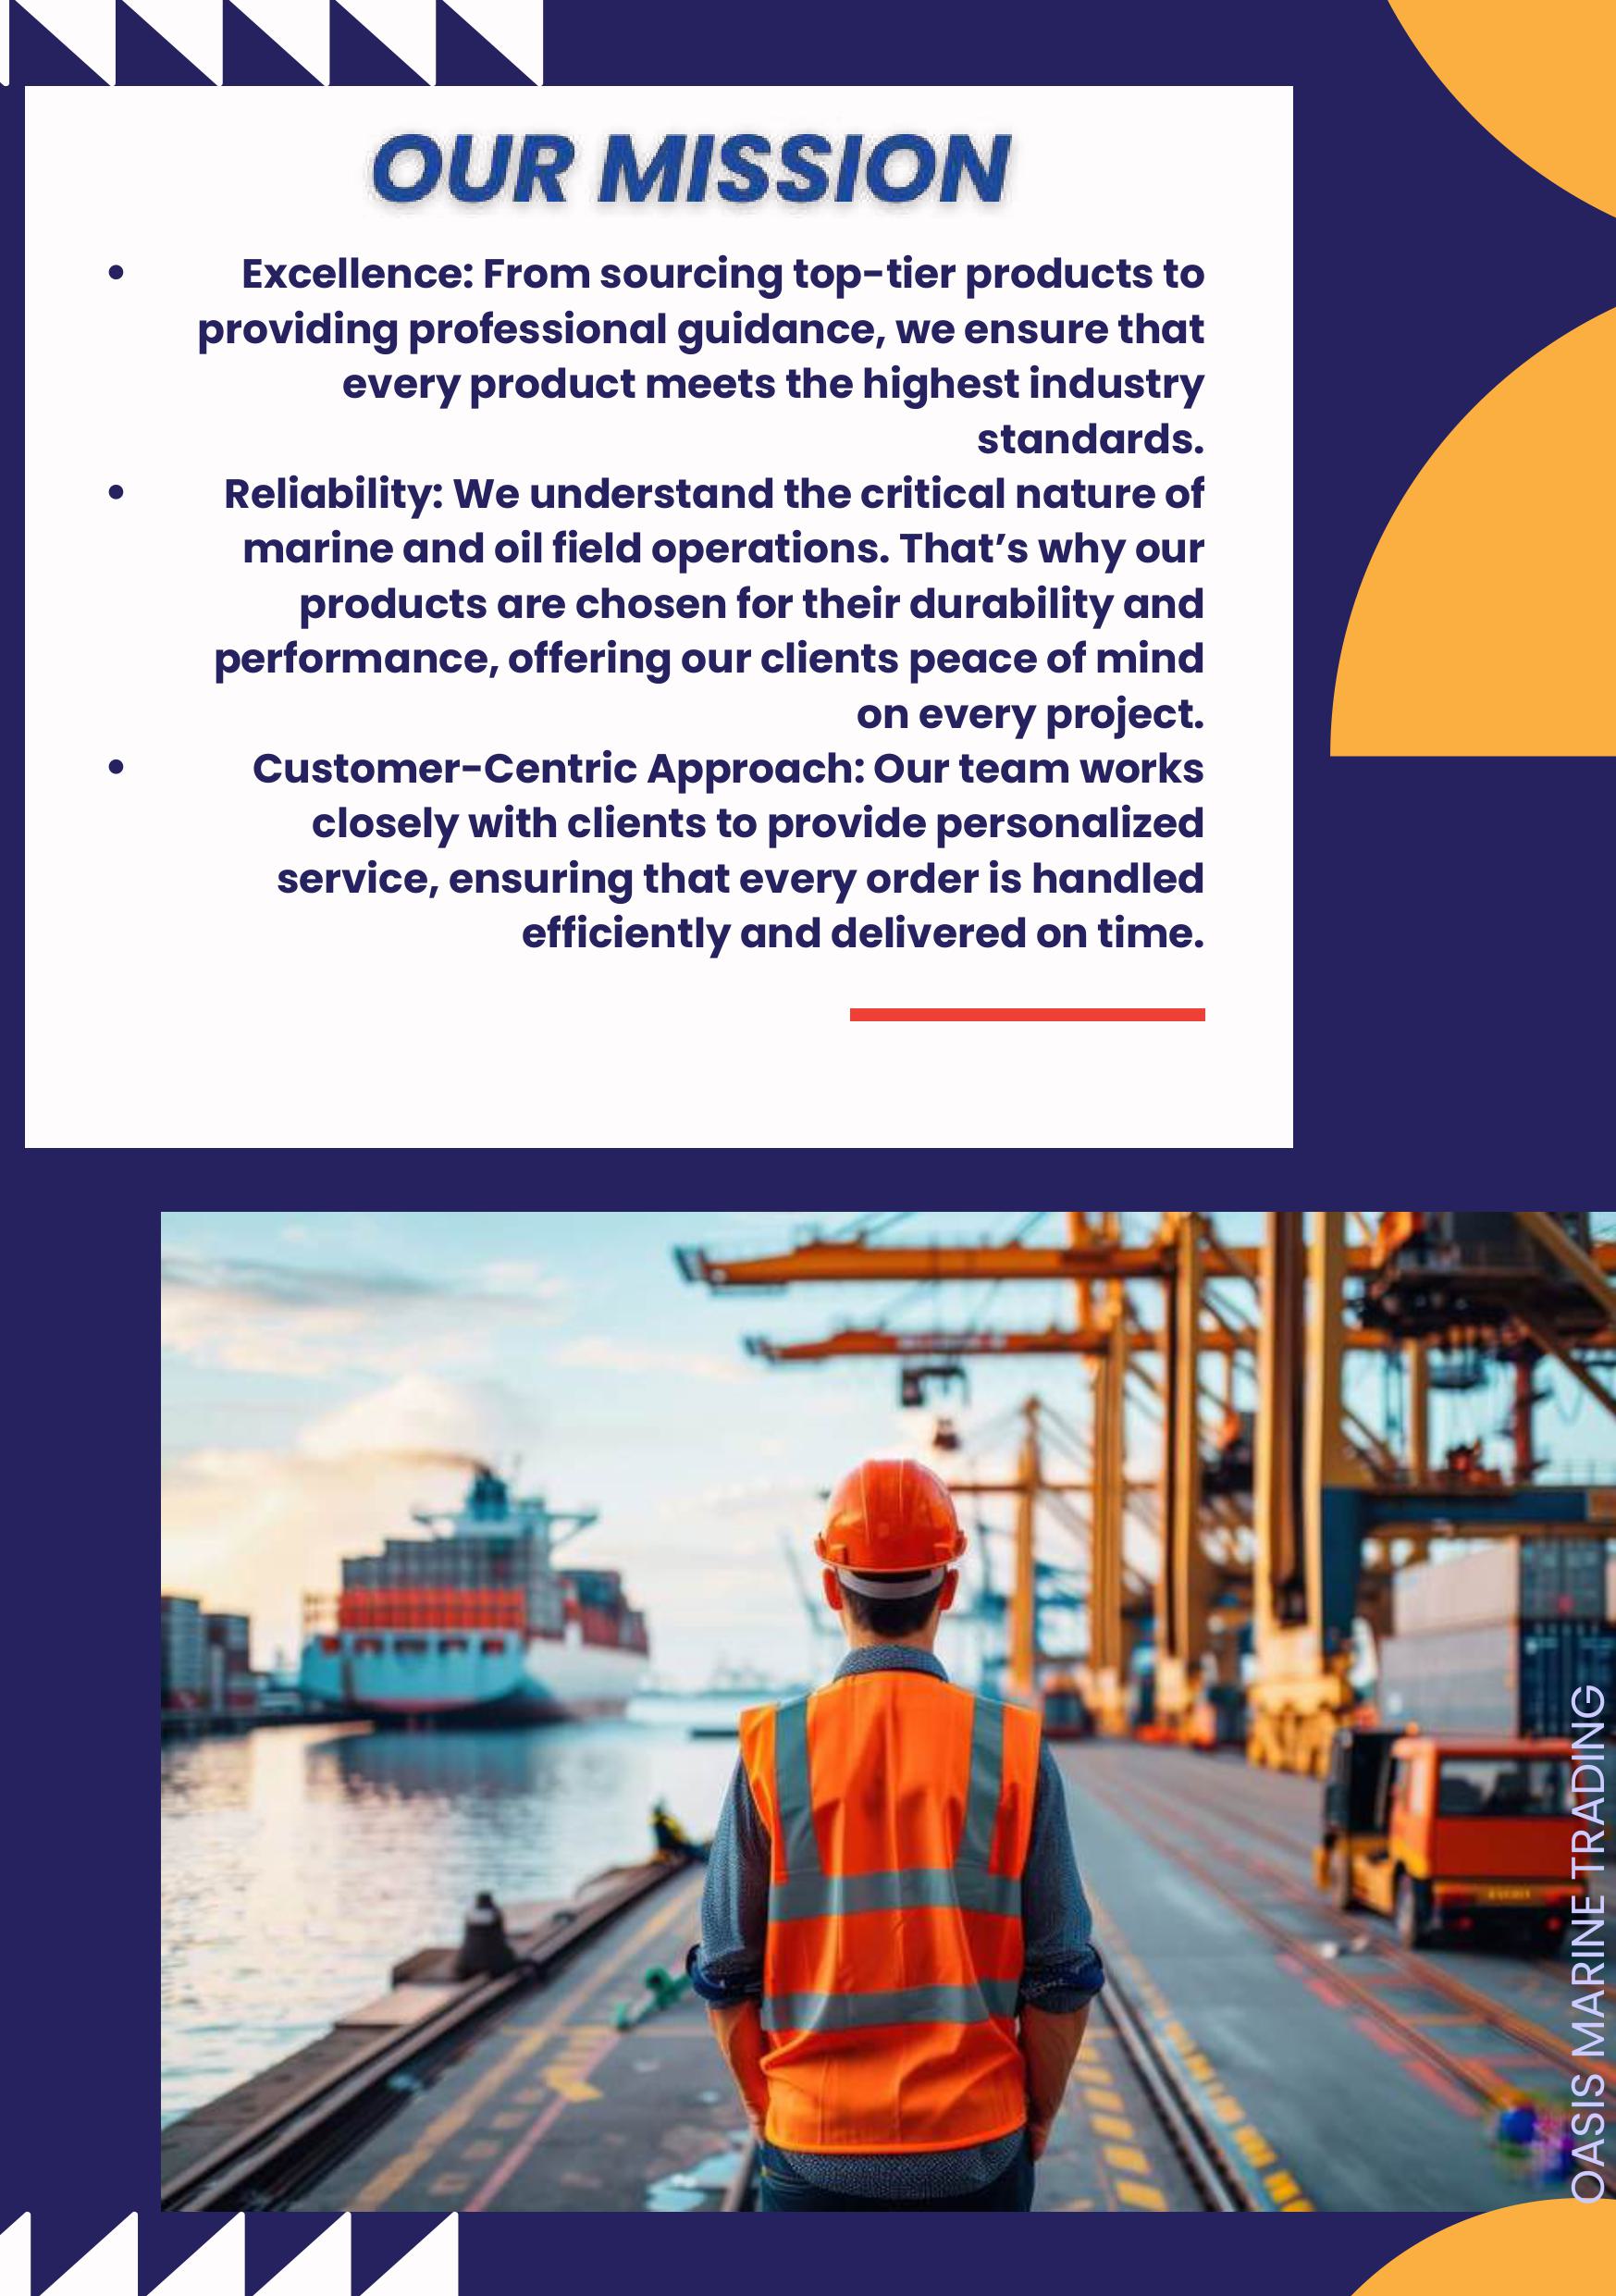 OUR MISSION
• Excellence: From sourcing top-tier products to
providing professional guidance, we ensure that
every product meets the highest industry
standards.
• Reliability: We understand the critical nature of
marine and oil field operations. That’s why our
products are chosen for their durability and
performance, offering our clients peace of mind
on every project.
• Customer-Centric Approach: Our team works
closely with clients to provide personalized
service, ensuring that every order is handled
efficiently and delivered on time.
OASIS MARINE TRADING